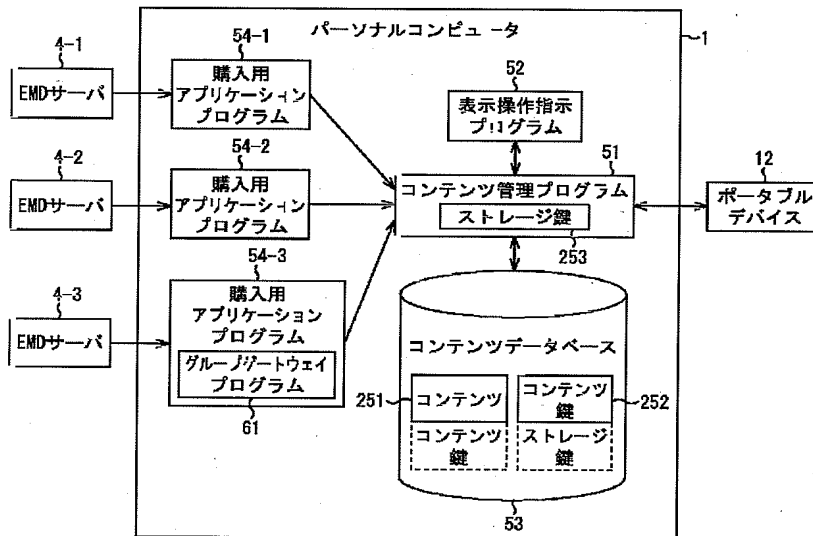 パーソナルコンピュータ
1
4-1
EMDサーバ
54-1
購入用
アプリケーション
プログラム
52
表示操作指示
プログラム
4-2
EMDサーバ
54-2
購入用
アプリケーション
プログラム
51
コンテンツ管理プログラム
ストレージ鍵
253
12
ポータブル
デバイス
4-3
EMDサーバ
54-3
購入用
アプリケーション
プログラム
グループゲートウェイ
プログラム
61
コンテンツデータベース
251
コンテンツ
コンテンツ
鍵
コンテンツ
鍵
252
ストレージ
鍵
53